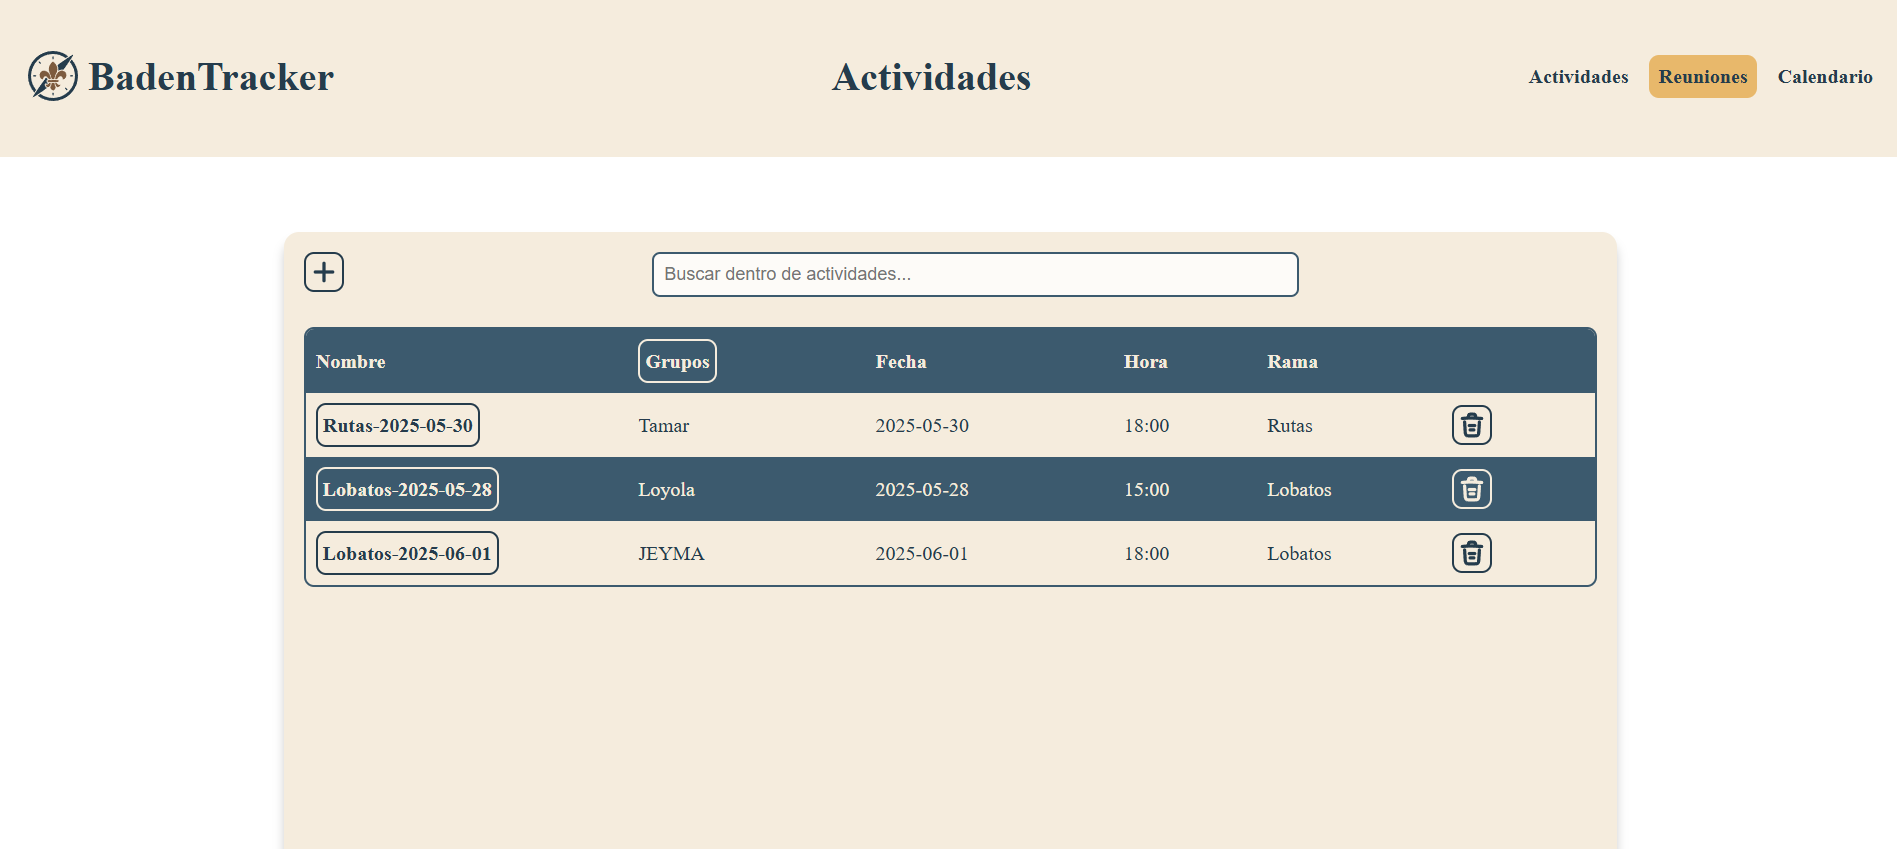 BadenTracker
Actividades
Actividades Reuniones Calendario
Buscar dentro de actividades...
Nombre Grupos Fecha Hora Rama
Rutas-2025-05-30 Tamar 2025-05-30 18:00 Rutas
Lobatos-2025-05-28 Loyola 2025-05-28 15:00 Lobatos
Lobatos-2025-06-01 JEYMA 2025-06-01 18:00 Lobatos